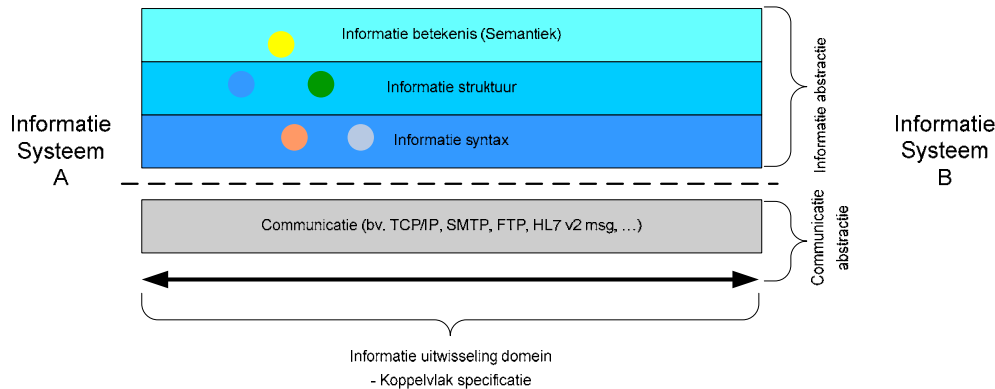 Informatie betekenis (Semantiek)
Informatie struktuur
Informatie syntax
Informatie
Systeem
A
Informatie
Systeem
B
Informatie abstractie
Communicatie (bv. TCP/IP, SMTP, FTP, HL7 v2 msg, …)
Communicatie
abstractie
Informatie uitwisseling domein
- Koppelvlak specificatie